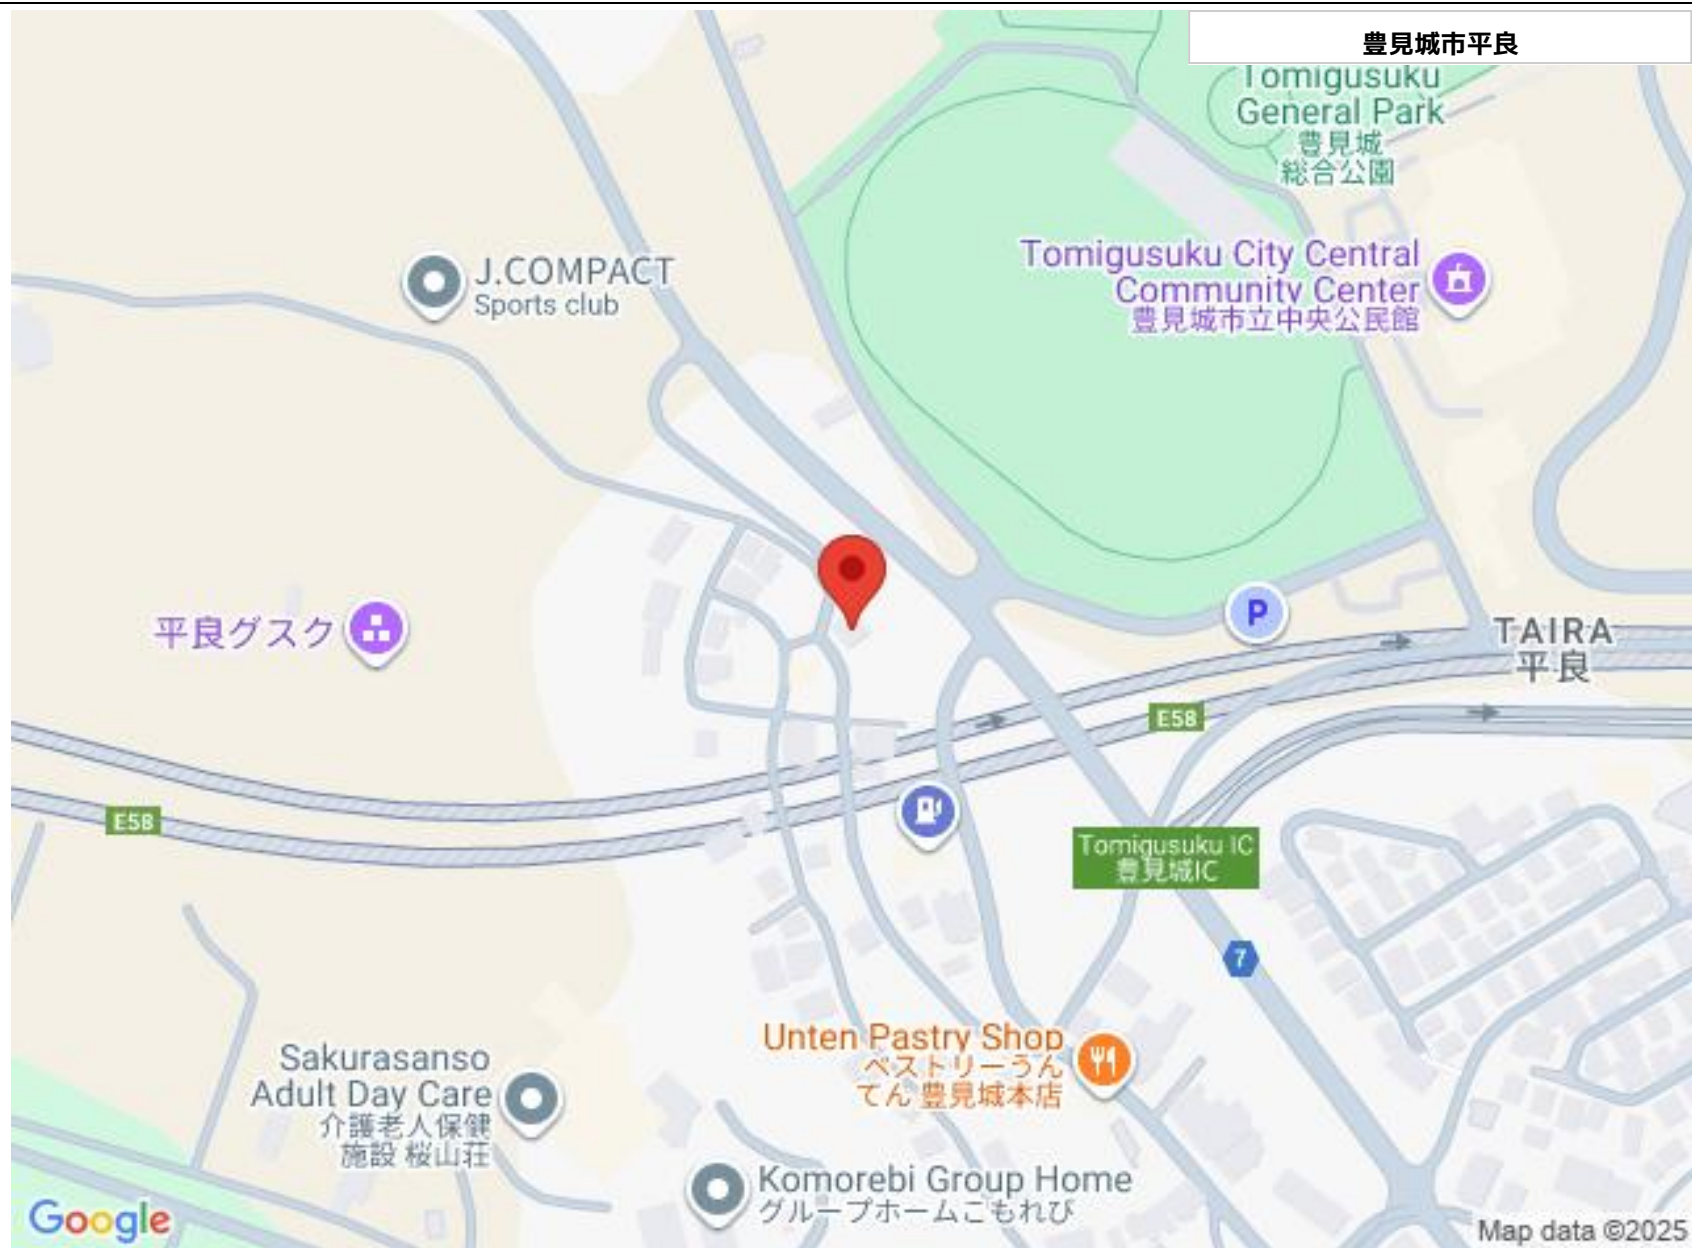 豊見城市平良
Tomigusuku
General Park
豊見城
総合公園
Tomigusuku City Central
Community Center
豊見城市立中央公民館
J.COMPACT
Sports club
平良グスク
P
TAIRA
平良
E58
E58
Tomigusuku IC
豊見城IC
7
Unten Pastry Shop
ペストリーうん
てん 豊見城本店
Sakurasanso
Adult Day Care
介護老人保健
施設 桜山荘
Komorebi Group Home
グループホームこもれび
Google
Map data ©2025